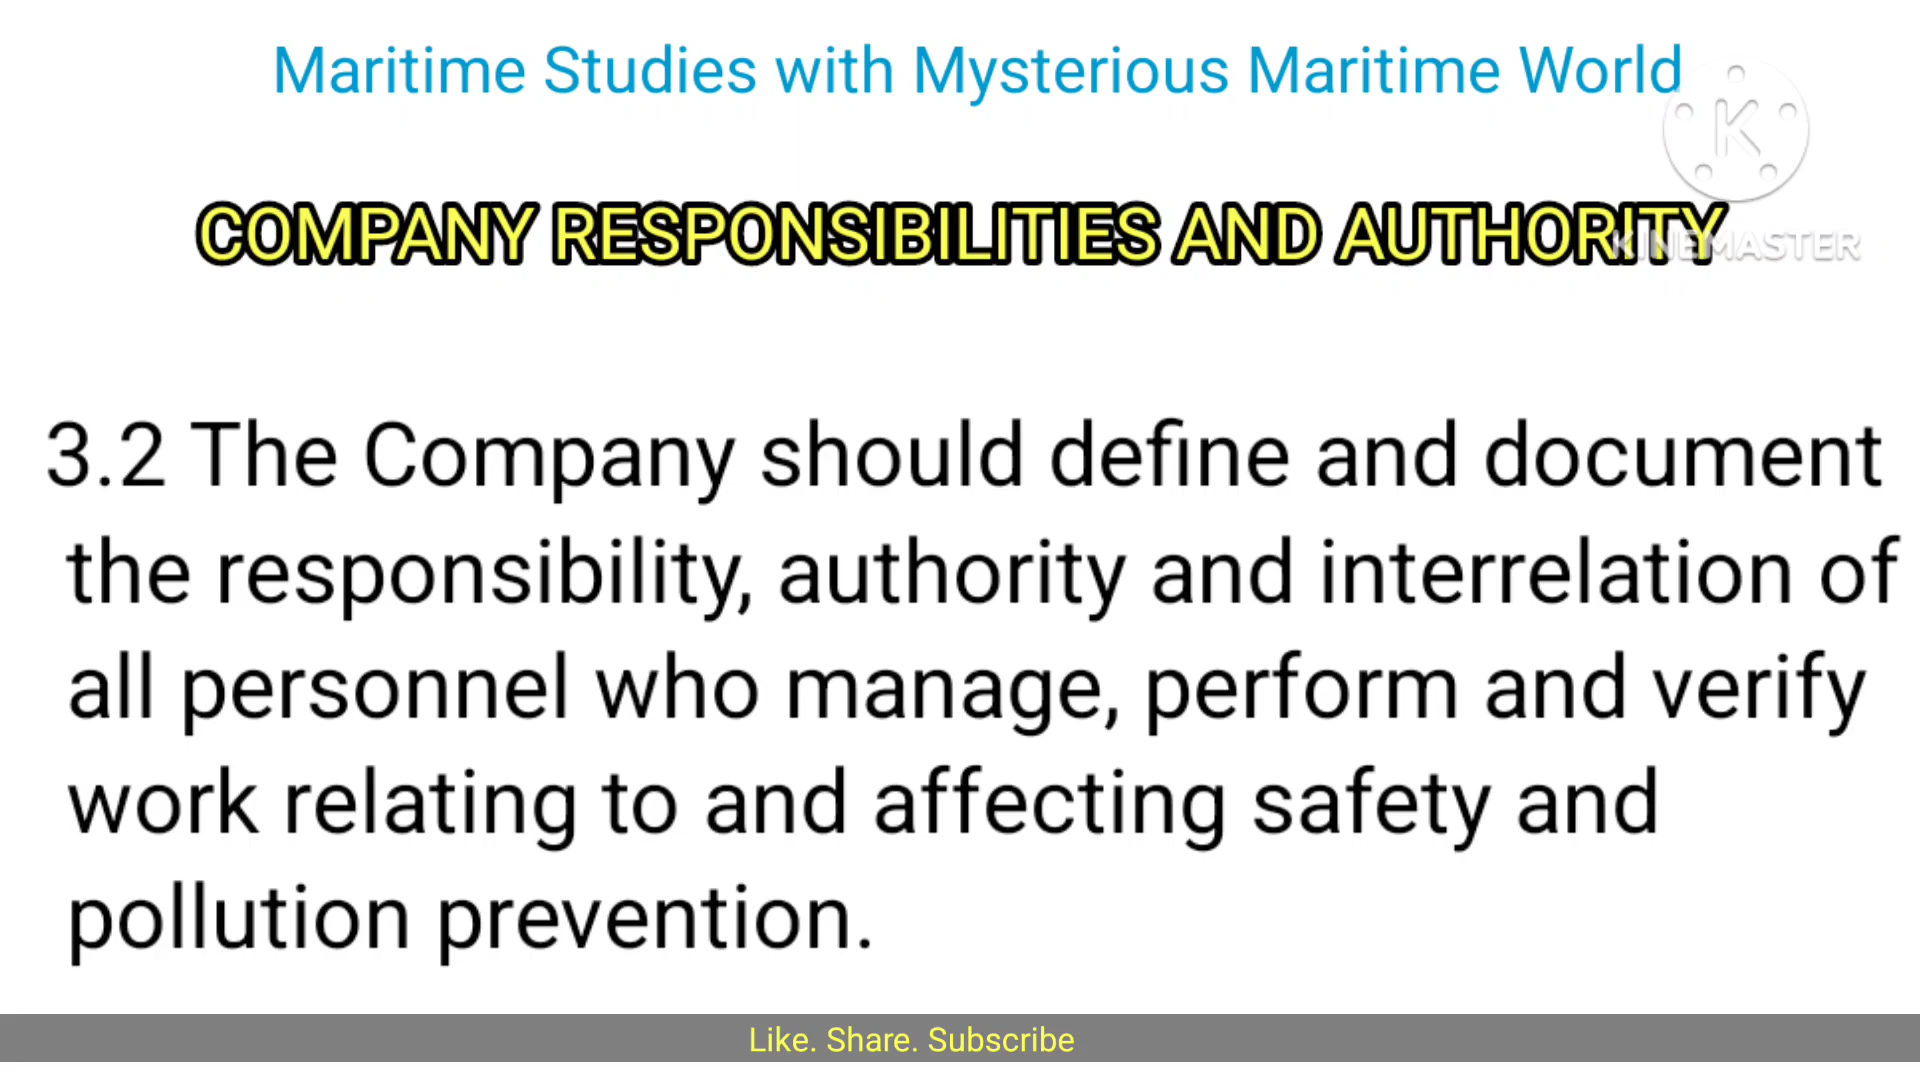 Maritime Studies with Mysterious Maritime World
K
COMPANY RESPONSIBILITIES AND AUTHORITY
KINEMASTER
3.2 The Company should define and document
the responsibility, authority and interrelation of
all personnel who manage, perform and verify
work relating to and affecting safety and
pollution prevention.
Like. Share. Subscribe